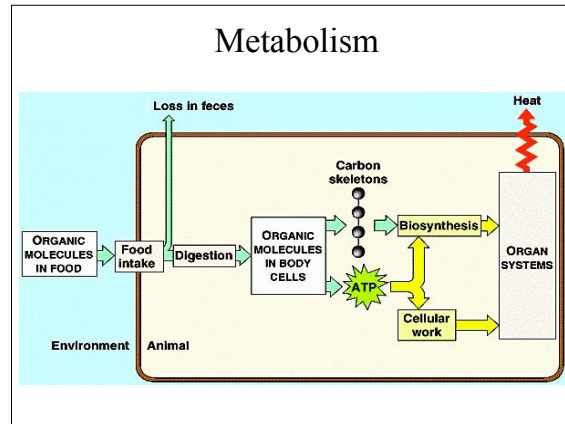 Metabolism
Loss in feces
Heat
Carbon
skeletons
ORGANIC
MOLECULES
IN FOOD
Food
intake
Digestion
ORGANIC
MOLECULES
IN BODY
CELLS
ATP
Biosynthesis
Cellular
work
ORGAN
SYSTEMS
Environment
Animal